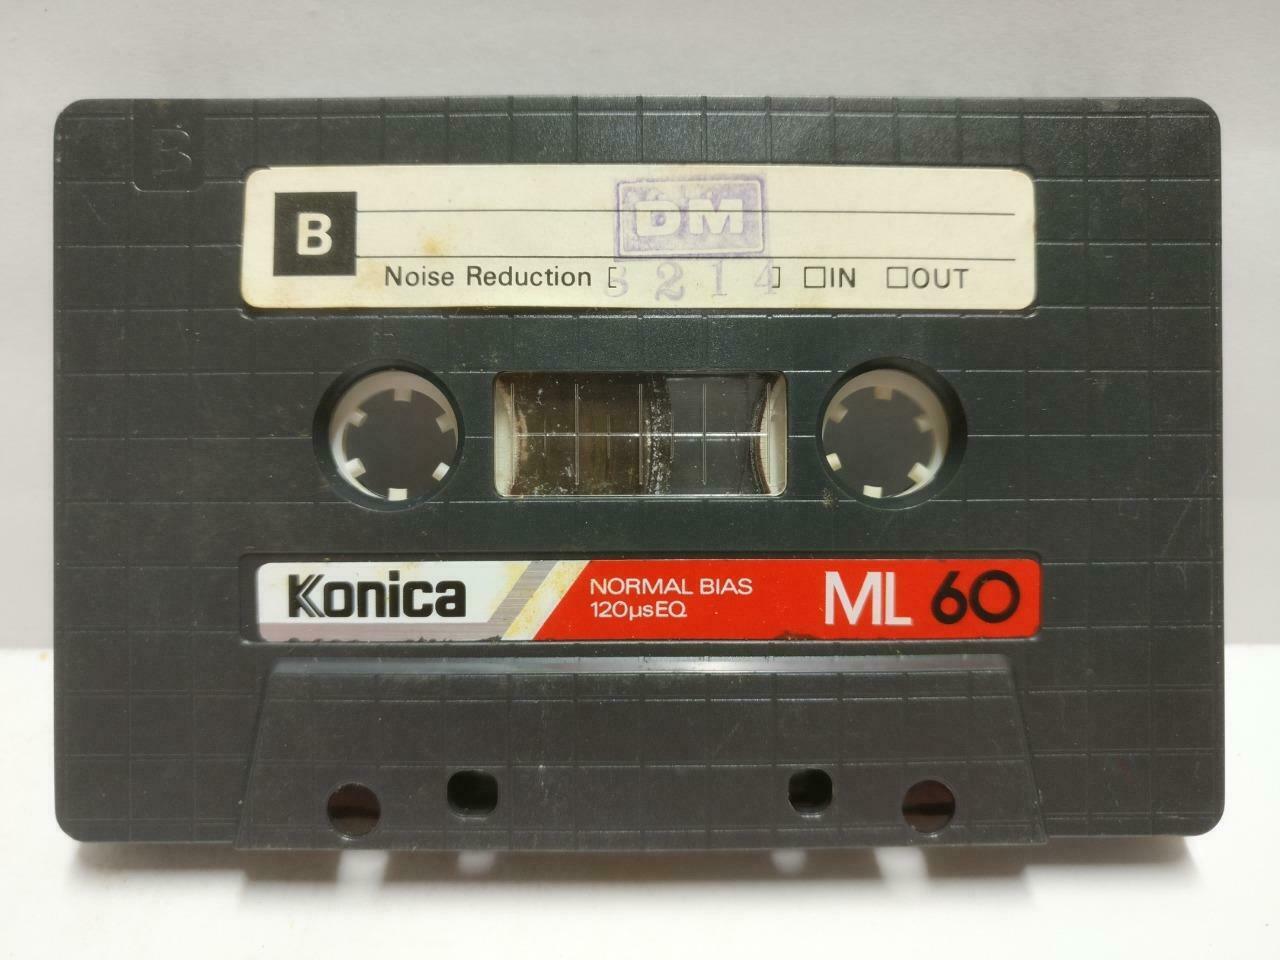 B
DM
B
Noise Reduction [ ] □IN □OUT
3214
Konica
NORMAL BIAS
120µsEQ
ML 60